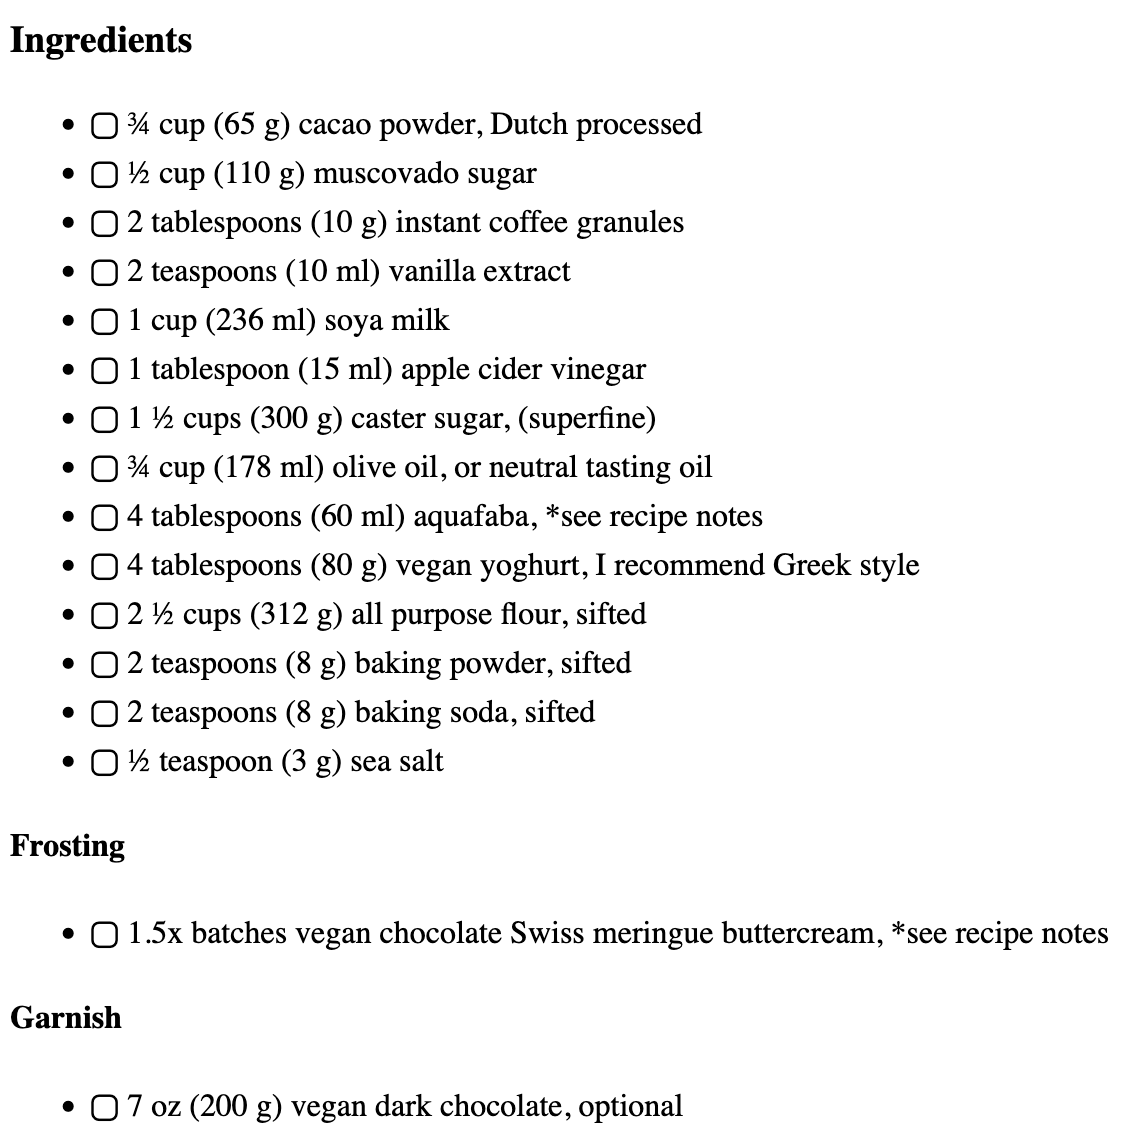 Ingredients
• ▢ ¾ cup (65 g) cacao powder, Dutch processed
• ▢ ½ cup (110 g) muscovado sugar
• ▢ 2 tablespoons (10 g) instant coffee granules
• ▢ 2 teaspoons (10 ml) vanilla extract
• ▢ 1 cup (236 ml) soya milk
• ▢ 1 tablespoon (15 ml) apple cider vinegar
• ▢ 1 ½ cups (300 g) caster sugar, (superfine)
• ▢ ¾ cup (178 ml) olive oil, or neutral tasting oil
• ▢ 4 tablespoons (60 ml) aquafaba, *see recipe notes
• ▢ 4 tablespoons (80 g) vegan yoghurt, I recommend Greek style
• ▢ 2 ½ cups (312 g) all purpose flour, sifted
• ▢ 2 teaspoons (8 g) baking powder, sifted
• ▢ 2 teaspoons (8 g) baking soda, sifted
• ▢ ½ teaspoon (3 g) sea salt
Frosting
• ▢ 1.5x batches vegan chocolate Swiss meringue buttercream, *see recipe notes
Garnish
• ▢ 7 oz (200 g) vegan dark chocolate, optional